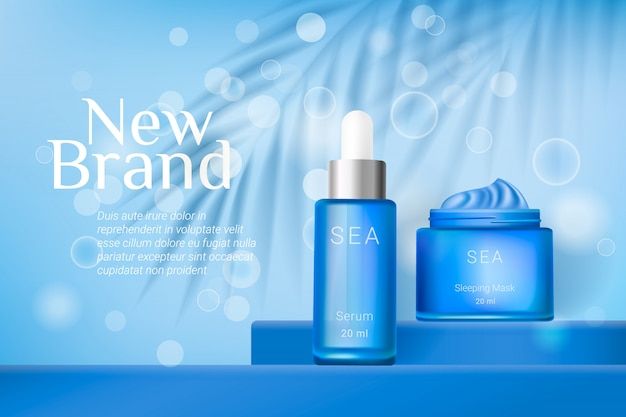 New
Brand
Duis aute irure dolor in
reprehenderit in voluptate velit
esse cillum dolore eu fugiat nulla
pariatur. Excepteur sint occaecat
cupidatat non proident
SEA
Serum
20 ml
SEA
Sleeping Mask
20 ml